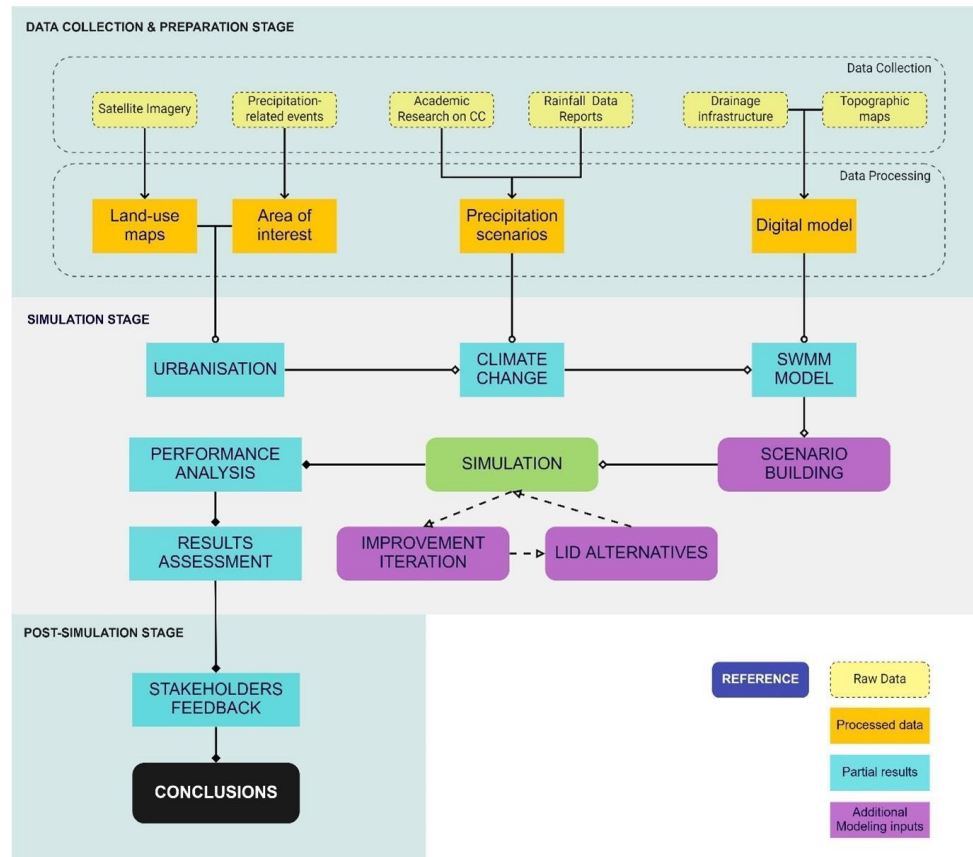 DATA COLLECTION & PREPARATION STAGE
Data Collection
Satellite Imagery
Precipitation-
related events
Academic
Research on CC
Rainfall Data
Reports
Drainage
infrastructure
Topographic
maps
Data Processing
Land-use
maps
Area of
interest
Precipitation
scenarios
Digital model
SIMULATION STAGE
URBANISATION
CLIMATE
CHANGE
SWMM
MODEL
PERFORMANCE
ANALYSIS
SIMULATION
SCENARIO
BUILDING
RESULTS
ASSESSMENT
IMPROVEMENT
ITERATION
LID ALTERNATIVES
POST-SIMULATION STAGE
STAKEHOLDERS
FEEDBACK
CONCLUSIONS
REFERENCE
Raw Data
Processed data
Partial results
Additional
Modeling inputs